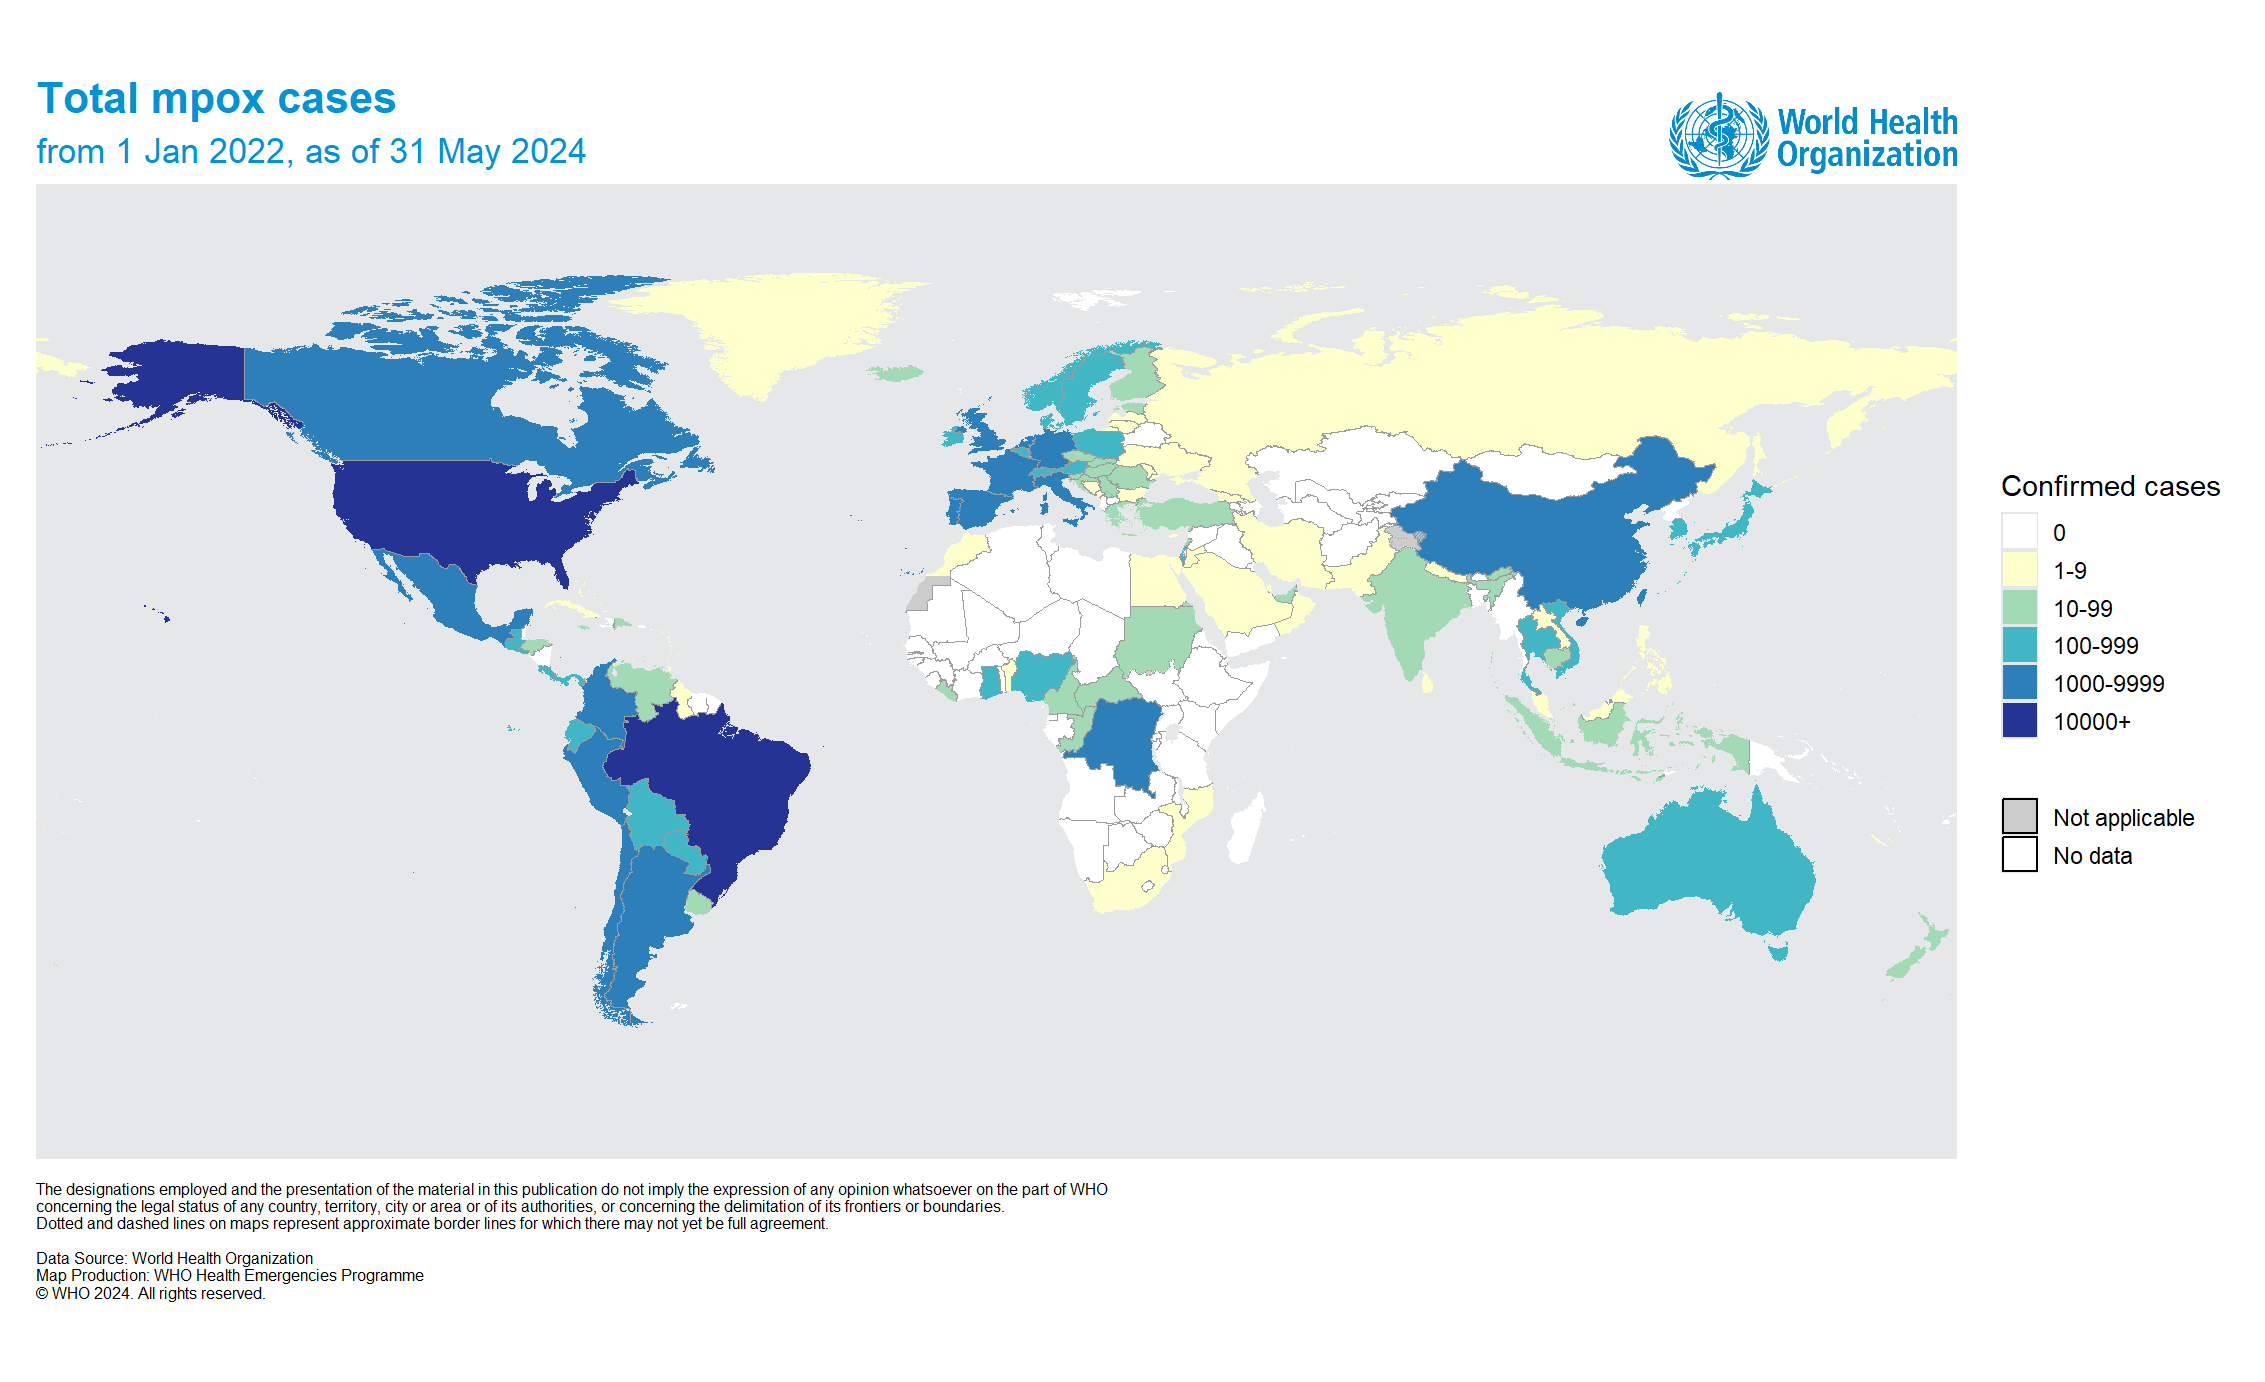 Total mpox cases
from 1 Jan 2022, as of 31 May 2024
World Health
Organization
Confirmed cases
0
1-9
10-99
100-999
1000-9999
10000+
Not applicable
No data
The designations employed and the presentation of the material in this publication do not imply the expression of any opinion whatsoever on the part of WHO
concerning the legal status of any country, territory, city or area or of its authorities, or concerning the delimitation of its frontiers or boundaries.
Dotted and dashed lines on maps represent approximate border lines for which there may not yet be full agreement.
Data Source: World Health Organization
Map Production: WHO Health Emergencies Programme
© WHO 2024. All rights reserved.